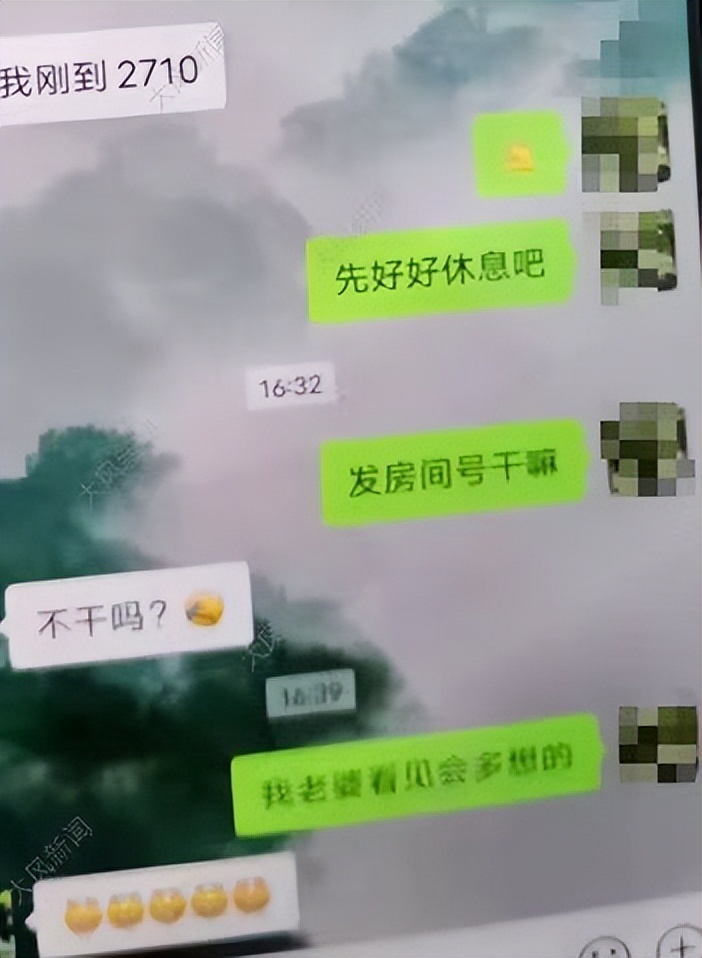 我刚到 2710
先好好休息吧
16:32
发房间号干嘛
不干吗?
16:39
我老婆看见会多想的
大风新闻